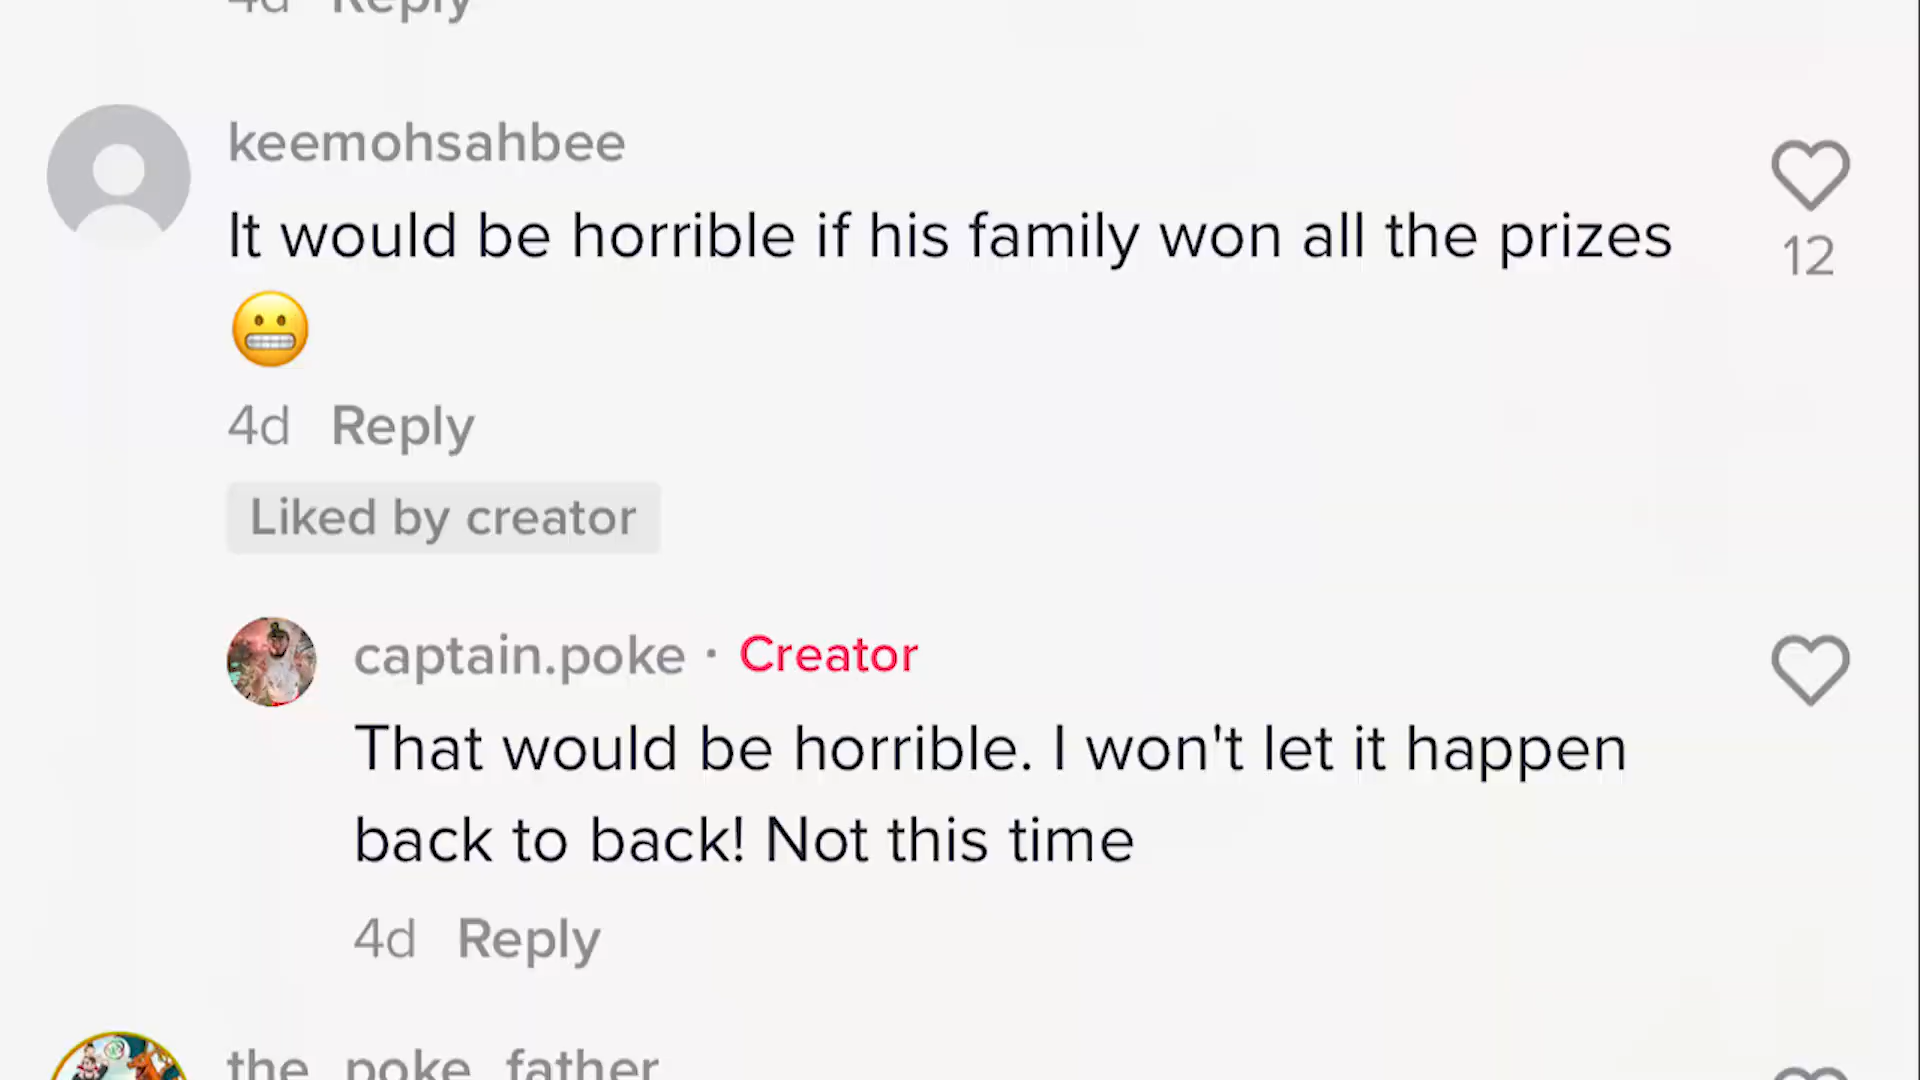 4d Reply
keemohsahbee
It would be horrible if his family won all the prizes
12
😬
4d Reply
Liked by creator
captain.poke · Creator
That would be horrible. I won't let it happen
back to back! Not this time
4d Reply
the_poke_father